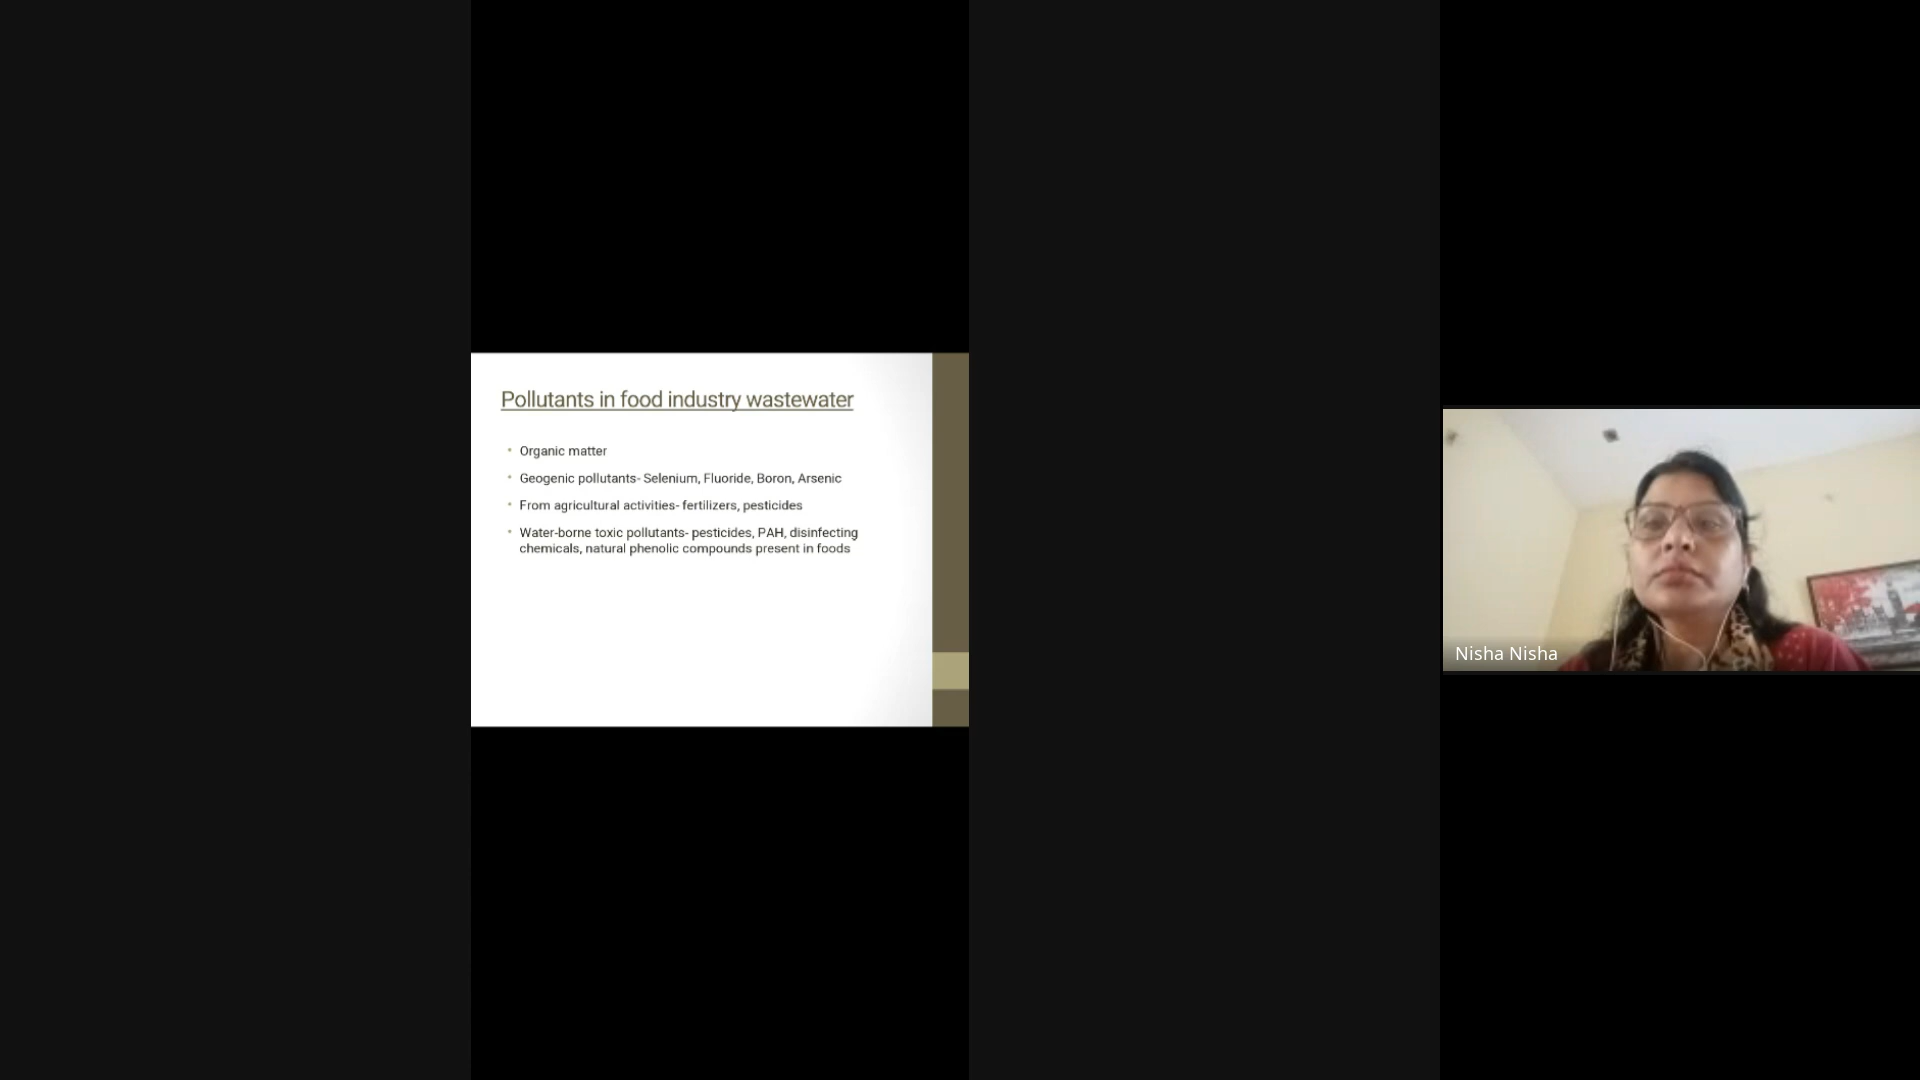 Pollutants in food industry wastewater
• Organic matter
• Geogenic pollutants- Selenium, Fluoride, Boron, Arsenic
• From agricultural activities- fertilizers, pesticides
• Water-borne toxic pollutants- pesticides, PAH, disinfecting
chemicals, natural phenolic compounds present in foods
Nisha Nisha